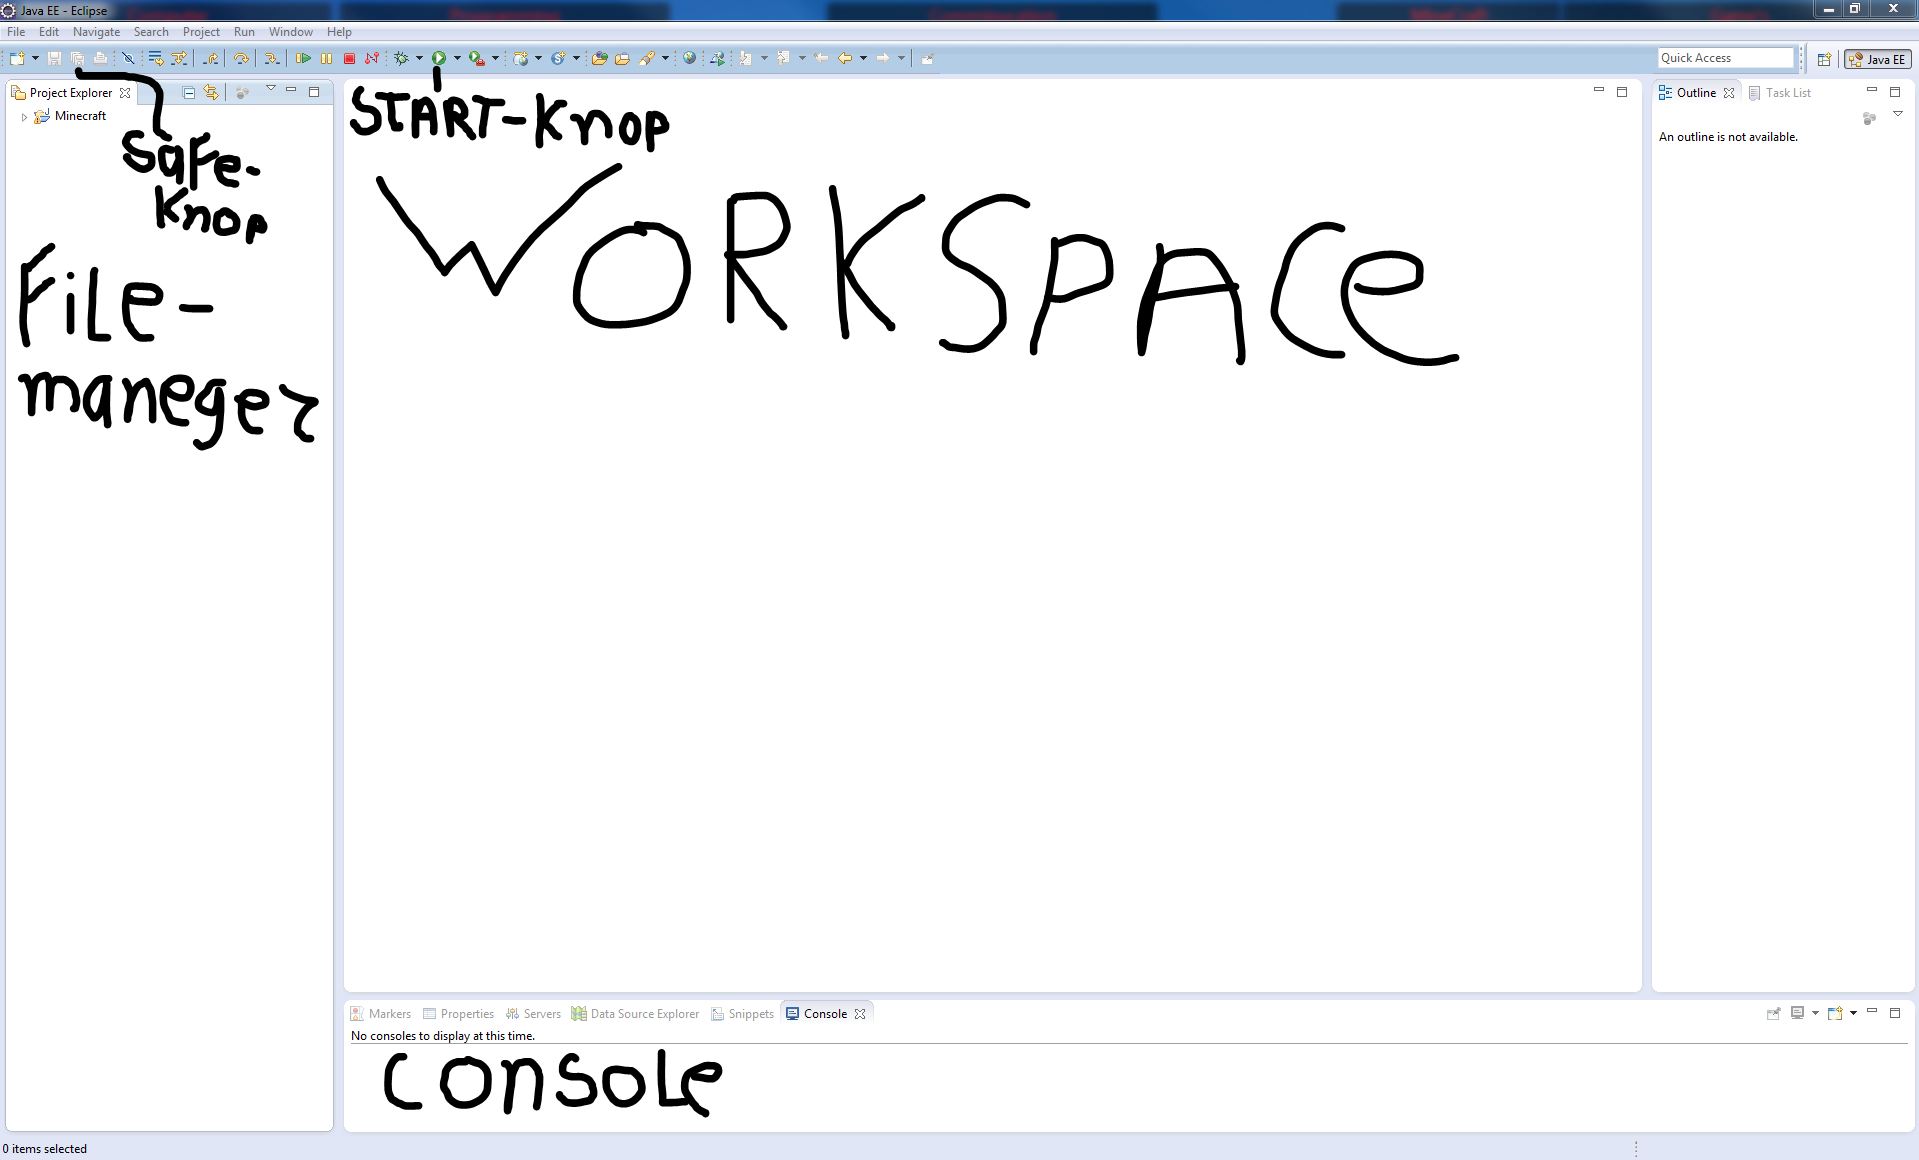 Java EE - Eclipse
File Edit Navigate Search Project Run Window Help
Quick Access
Java EE
Project Explorer
Minecraft
SaFe-
Knop
File-
maneger
START-Knop
WORKSPACe
Outline Task List
An outline is not available.
Markers Properties Servers Data Source Explorer Snippets Console
No consoles to display at this time.
consoLe
0 items selected